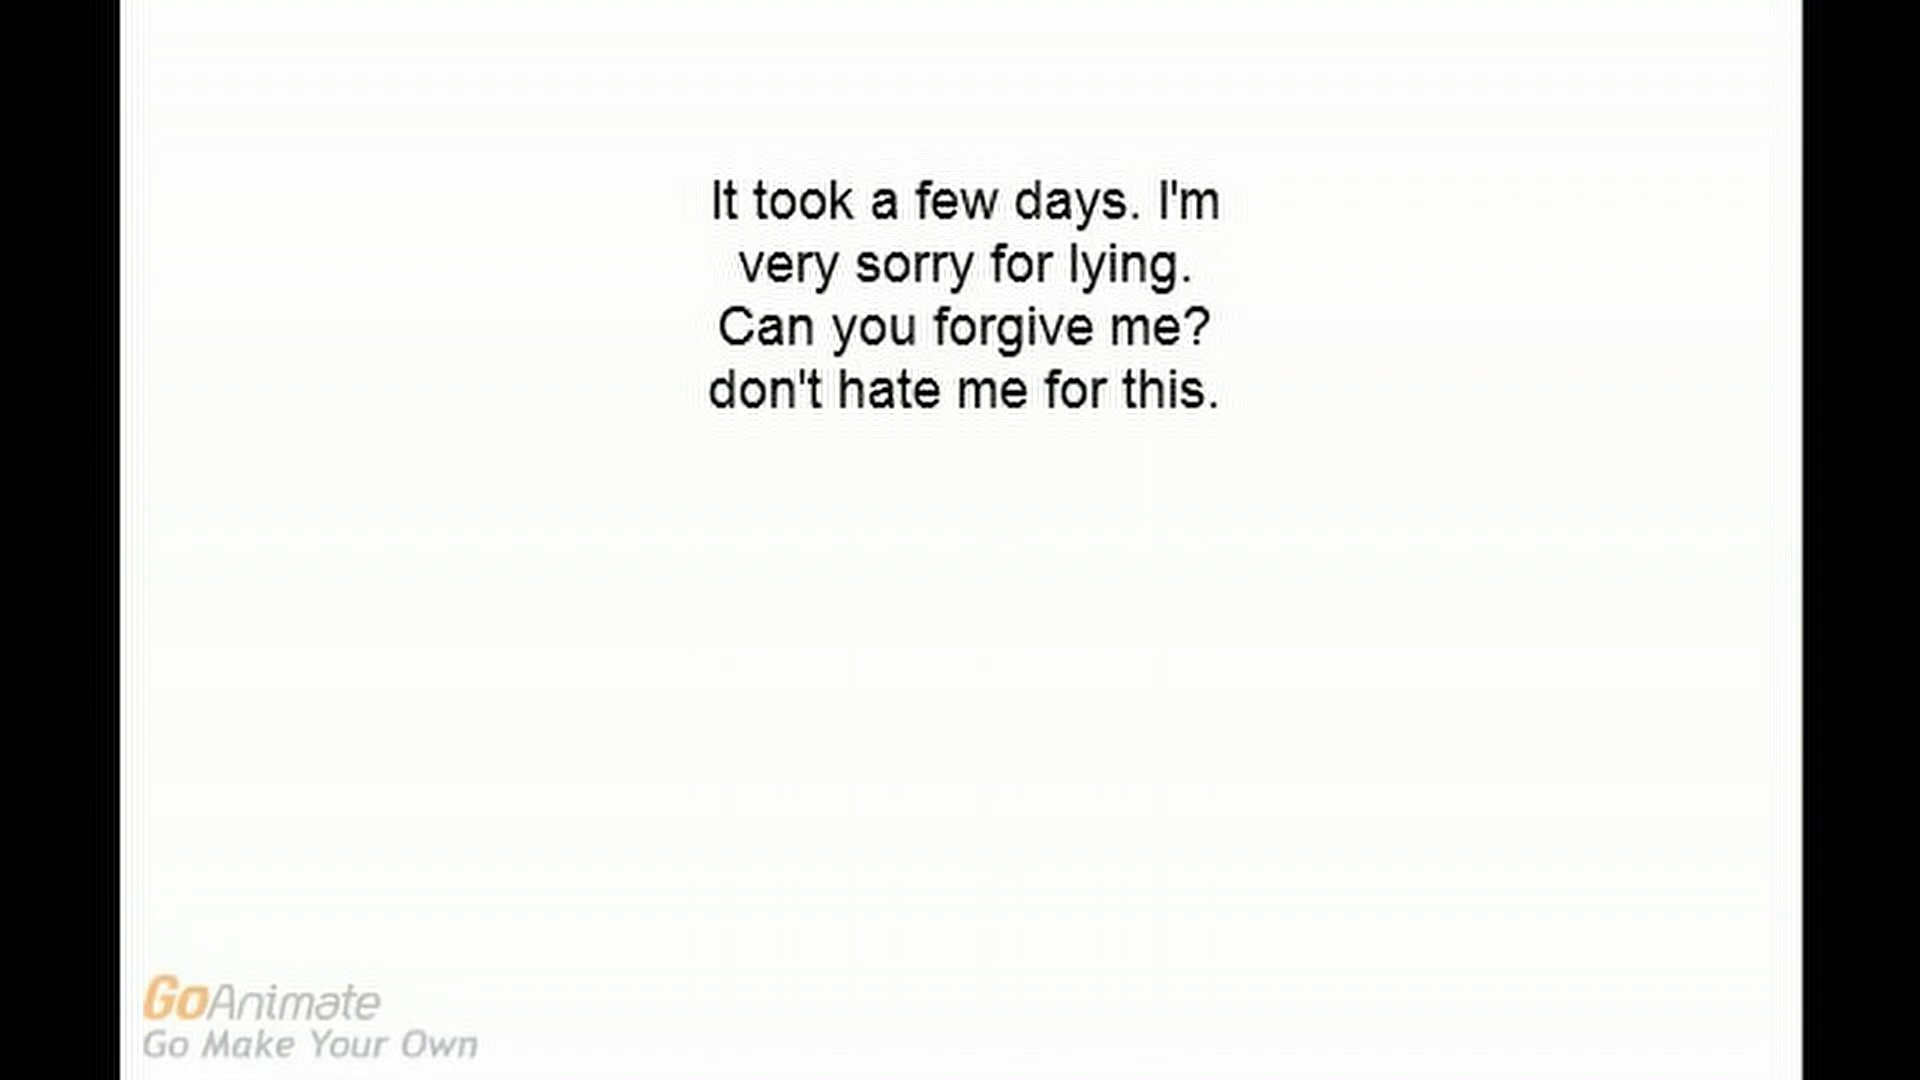 It took a few days. I'm
very sorry for lying.
Can you forgive me?
don't hate me for this.
GoAnimate
Go Make Your Own